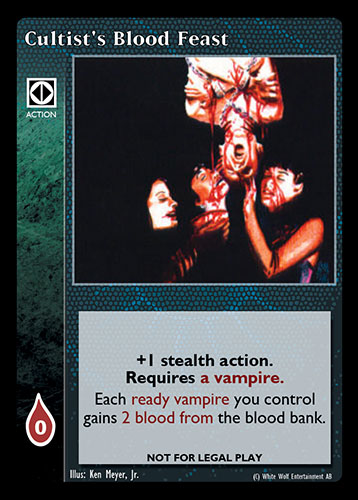 Cultist's Blood Feast
ACTION
+1 stealth action.
Requires a vampire.
Each ready vampire you control
gains 2 blood from the blood bank.
0
NOT FOR LEGAL PLAY
Illus: Ken Meyer, Jr.
(C) White Wolf Entertainment AB